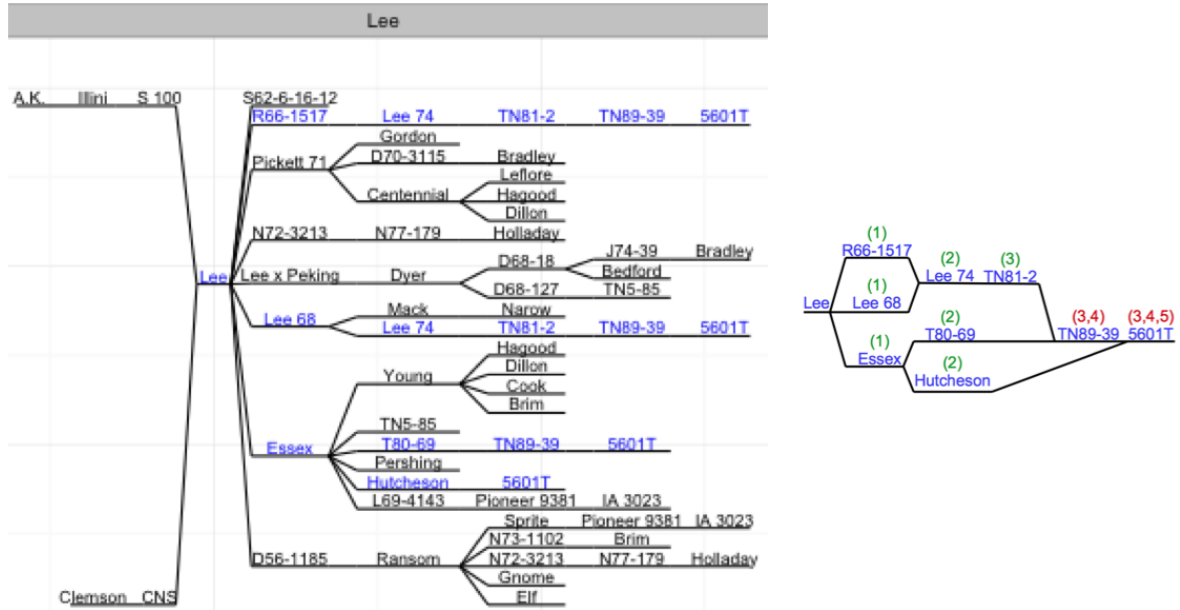 Lee
A.K. Illini S 100
S62-6-16-12
R66-1517 Lee 74 TN81-2 TN89-39 5601T
Gordon
Pickett 71 D70-3115 Bradley
Leflore
Centennial Hagood
Dillon
N72-3213 N77-179 Holladay
J74-39 Bradley
D68-18
Lee Lee x Peking Dyer Bedford
D68-127 TN5-85
Mack Narow
Lee 68
Lee 74 TN81-2 TN89-39 5601T
Hagood
Dillon
Young
Cook
Brim
TN5-85
Essex T80-69 TN89-39 5601T
Pershing
Hutcheson 5601T
L69-4143 Pioneer 9381 IA 3023
Sprite Pioneer 9381 IA 3023
N73-1102 Brim
D56-1185 Ransom N72-3213 N77-179 Holladay
Gnome
Elf
Clemson CNS
(1)
R66-1517
(2) (3)
Lee 74 TN81-2
(1)
Lee Lee 68
(2) (3,4) (3,4,5)
(1) T80-69 TN89-39 5601T
Essex (2)
Hutcheson